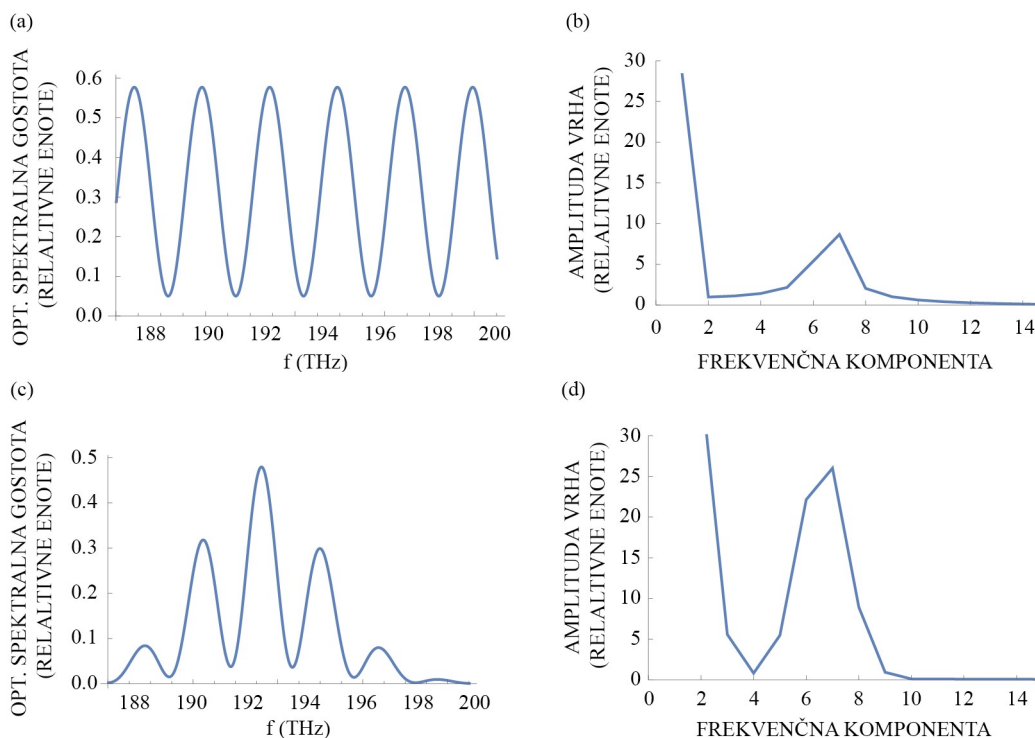 (a)
OPT. SPEKTRALNA GOSTOTA
(RELALTIVNE ENOTE)
0.6
0.5
0.4
0.3
0.2
0.1
0.0
188 190 192 194 196 198 200
f (THz)
(b)
AMPLITUDA VRHA
(RELALTIVNE ENOTE)
30
25
20
15
10
5
0
0 2 4 6 8 10 12 14
FREKVENČNA KOMPONENTA
(c)
OPT. SPEKTRALNA GOSTOTA
(RELALTIVNE ENOTE)
0.5
0.4
0.3
0.2
0.1
0.0
188 190 192 194 196 198 200
f (THz)
(d)
AMPLITUDA VRHA
(RELALTIVNE ENOTE)
30
25
20
15
10
5
0
0 2 4 6 8 10 12 14
FREKVENČNA KOMPONENTA